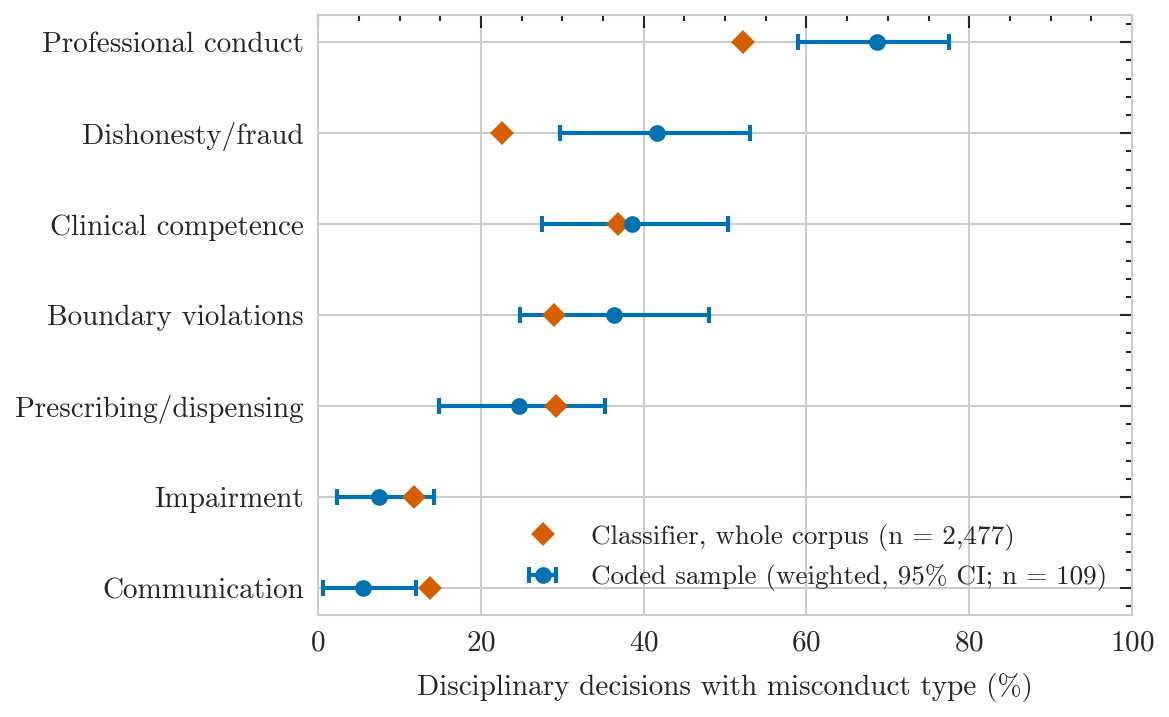 Professional conduct
Dishonesty/fraud
Clinical competence
Boundary violations
Prescribing/dispensing
Impairment
Communication
Classifier, whole corpus (n = 2,477)
Coded sample (weighted, 95% CI; n = 109)
0 20 40 60 80 100
Disciplinary decisions with misconduct type (%)